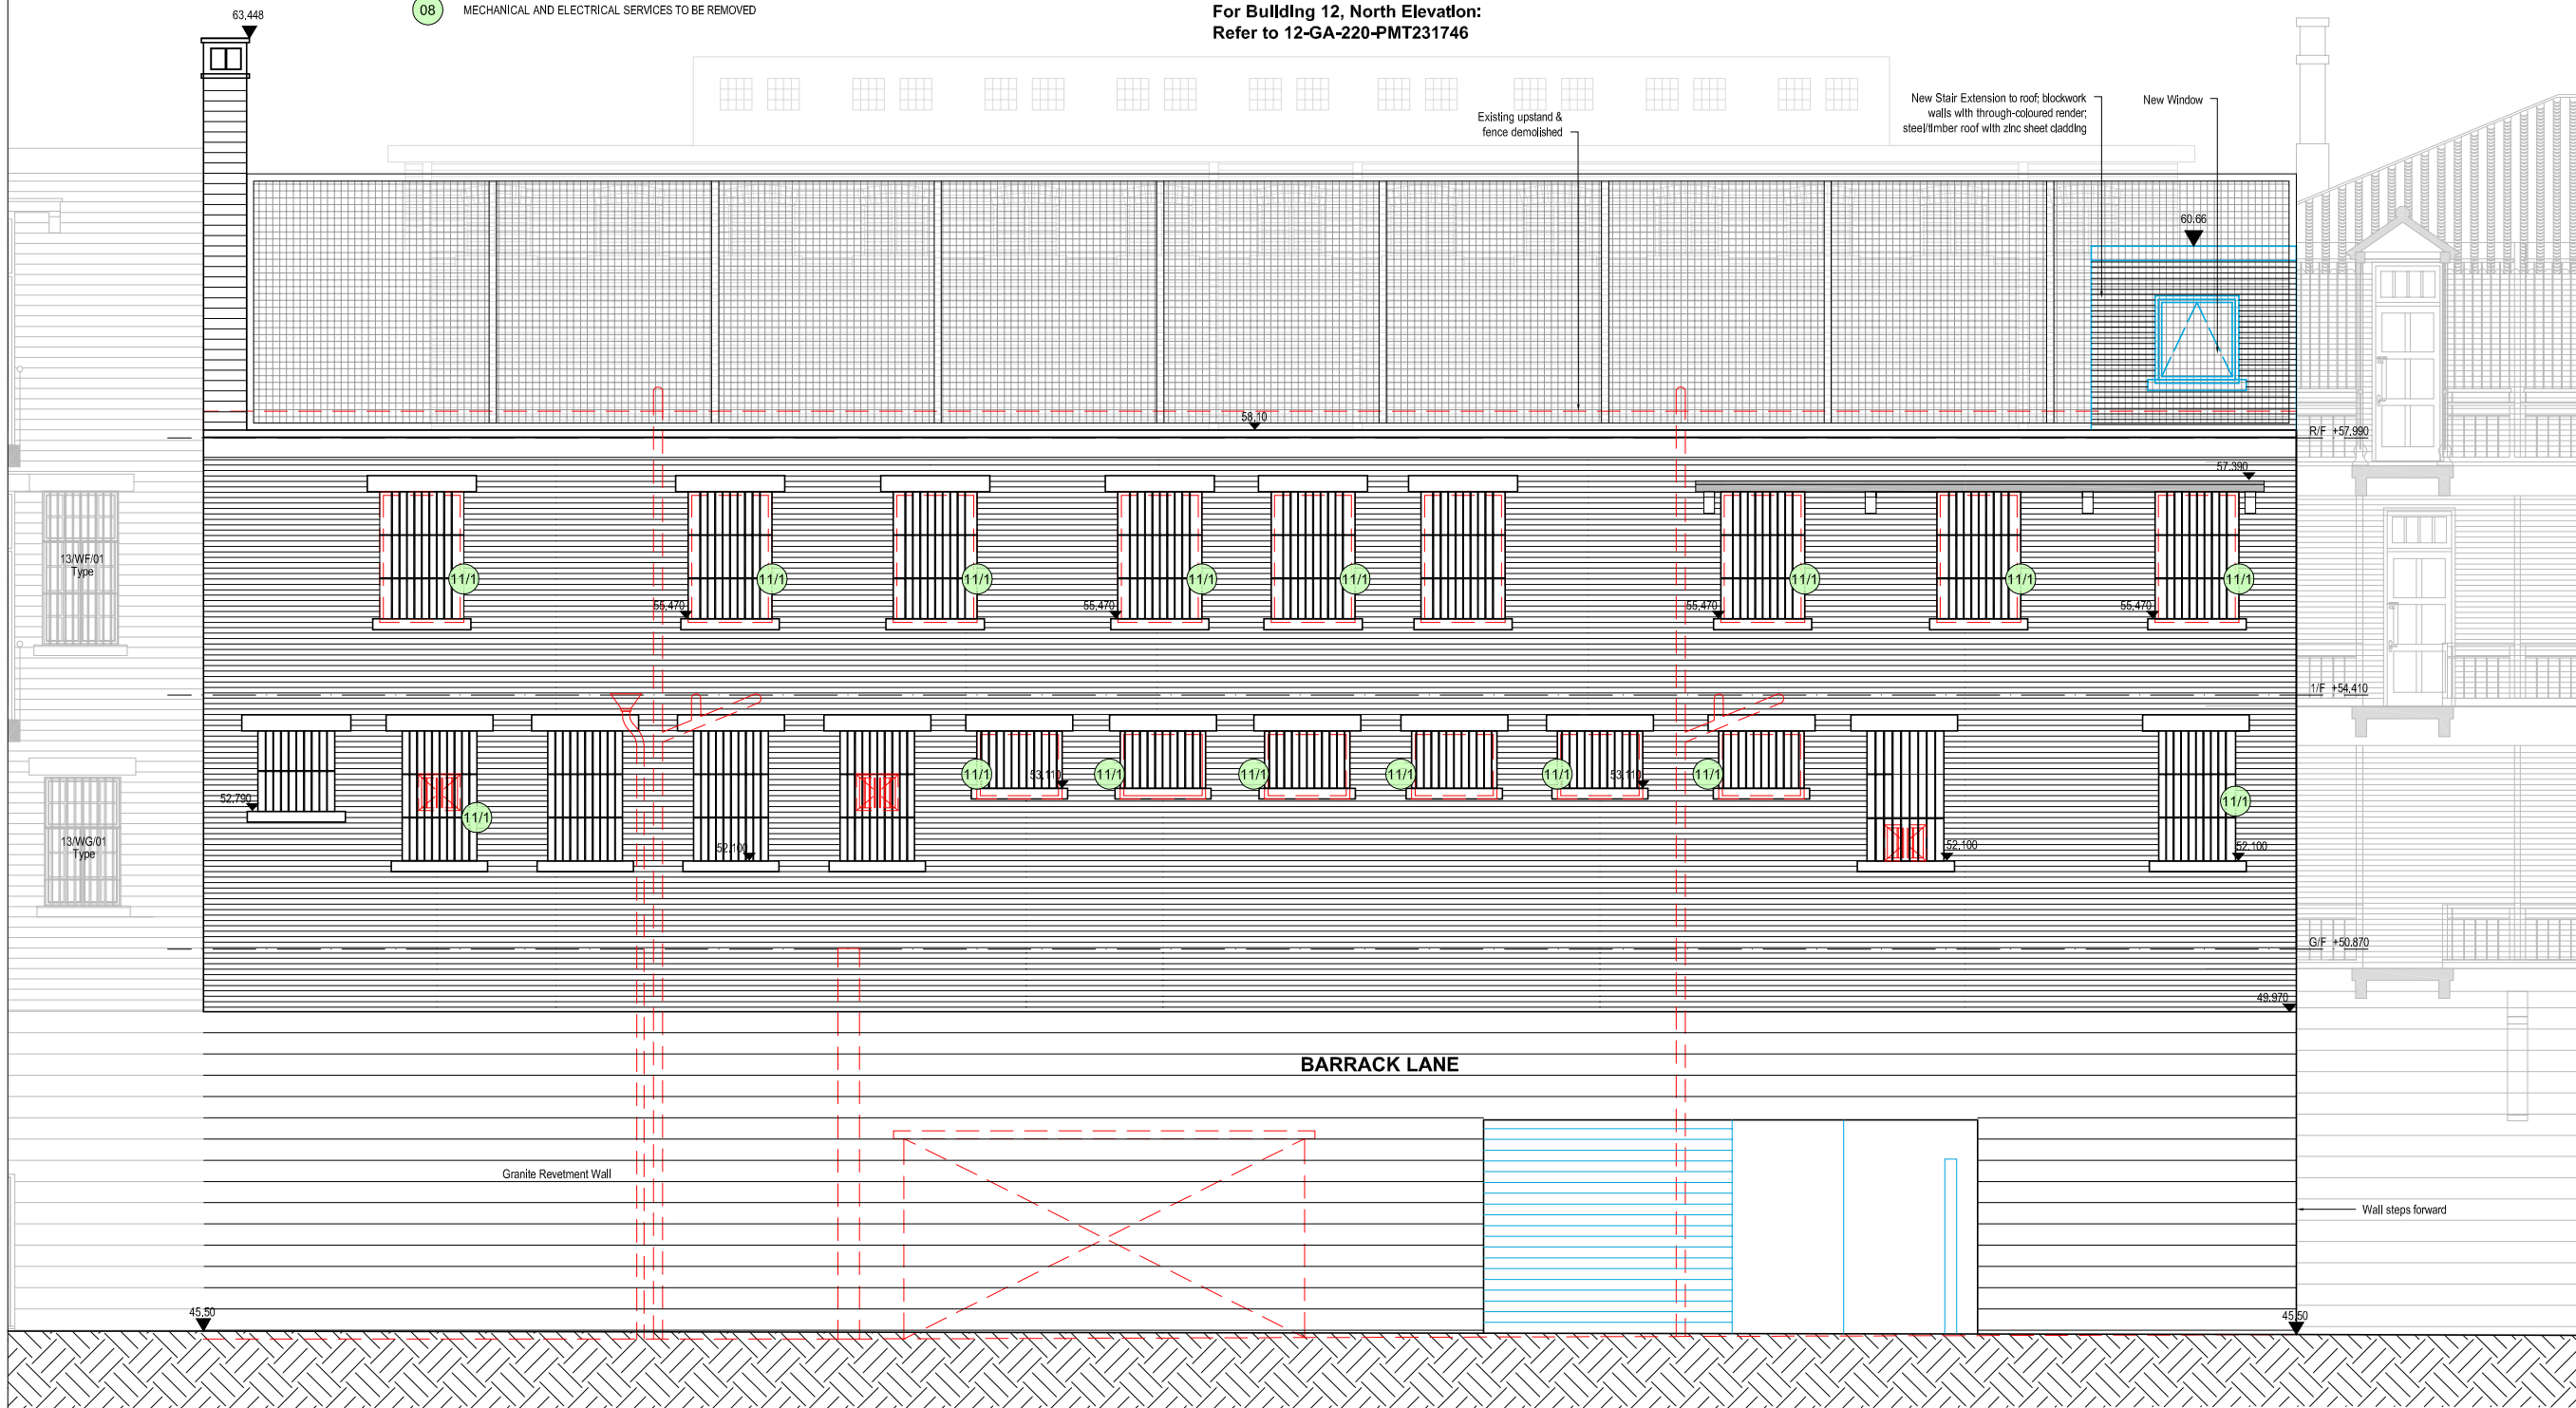 08 MECHANICAL AND ELECTRICAL SERVICES TO BE REMOVED
For Building 12, North Elevation:
Refer to 12-GA-220-PMT231746
63.448
Existing upstand &
fence demolished
New Stair Extension to roof; blockwork
walls with through-coloured render;
steel/timber roof with zinc sheet cladding
New Window
60.66
58.10
R/F +57.990
57.390
13/WF/01
Type
11/1
11/1
11/1
11/1
11/1
11/1
11/1
11/1
55.470
55.470
55.470
55.470
1/F +54.410
52.790
11/1
11/1
53.110
11/1
11/1
11/1
11/1
53.110
11/1
11/1
13/WG/01
Type
52.100
52.100
52.100
G/F +50.870
49.970
BARRACK LANE
Granite Revetment Wall
Wall steps forward
45.50
45.50